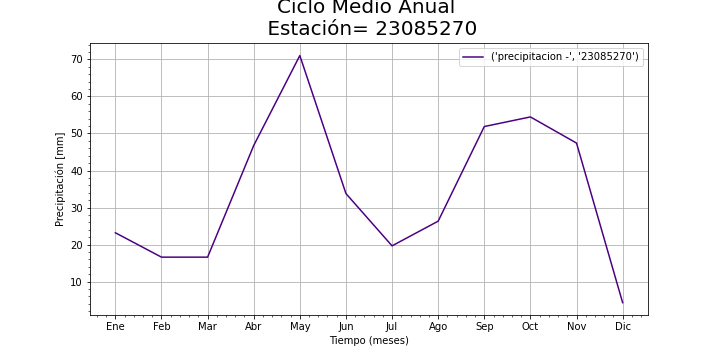 Ciclo Medio Anual
Estación= 23085270
('precipitacion -', '23085270')
Precipitación [mm]
70
60
50
40
30
20
10
Ene Feb Mar Abr May Jun Jul Ago Sep Oct Nov Dic
Tiempo (meses)